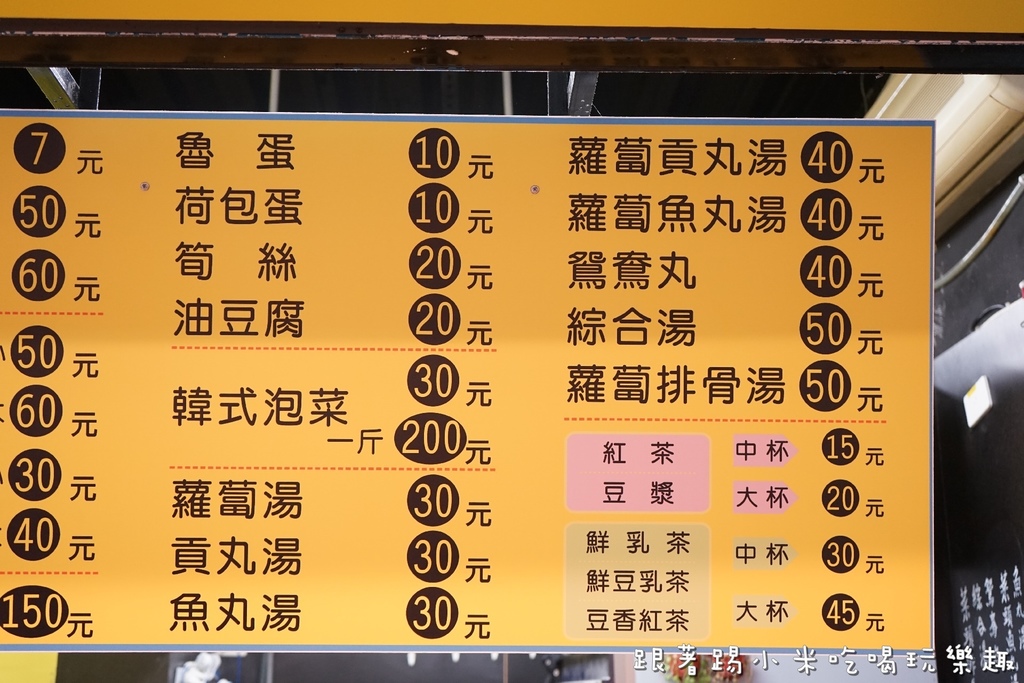 7元
50元
60元
50元
60元
30元
40元
150元
魯蛋 10元
荷包蛋 10元
筍絲 20元
油豆腐 20元
韓式泡菜 30元
一斤 200元
蘿蔔湯 30元
貢丸湯 30元
魚丸湯 30元
蘿蔔貢丸湯 40元
蘿蔔魚丸湯 40元
鴛鴦丸 40元
綜合湯 50元
蘿蔔排骨湯 50元
紅茶 中杯 15元
豆漿 大杯 20元
鮮乳茶 中杯 30元
鮮豆乳茶
豆香紅茶 大杯 45元
跟著踢小米吃喝玩樂趣